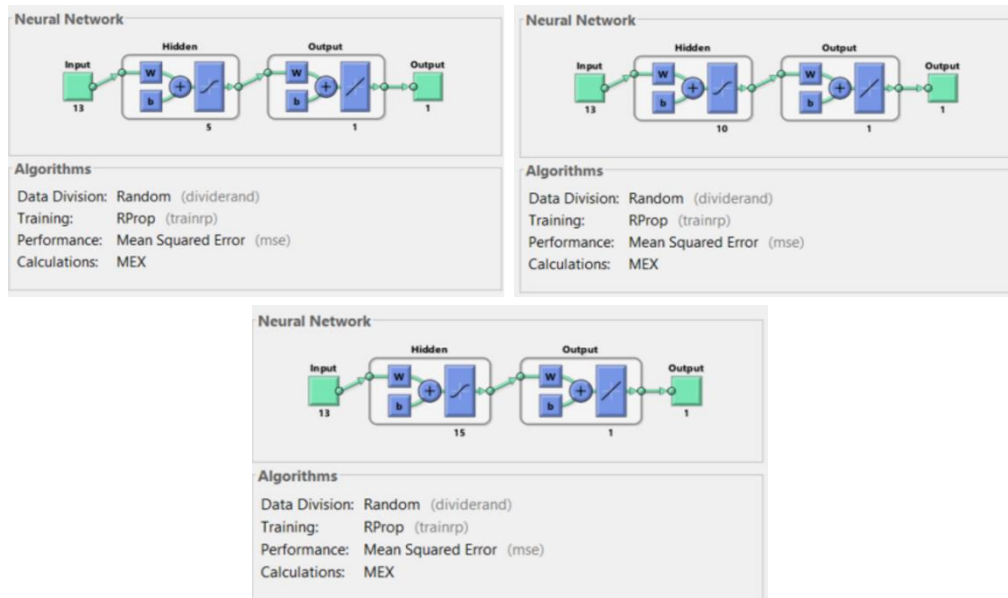 Neural Network
Hidden
Output
Input
Output
W
W
b
b
13
5
1
1
Algorithms
Data Division: Random (dividerand)
Training: RProp (trainrp)
Performance: Mean Squared Error (mse)
Calculations: MEX
Neural Network
Hidden
Output
Input
Output
W
W
b
b
13
10
1
1
Algorithms
Data Division: Random (dividerand)
Training: RProp (trainrp)
Performance: Mean Squared Error (mse)
Calculations: MEX
Neural Network
Hidden
Output
Input
Output
W
W
b
b
13
15
1
1
Algorithms
Data Division: Random (dividerand)
Training: RProp (trainrp)
Performance: Mean Squared Error (mse)
Calculations: MEX